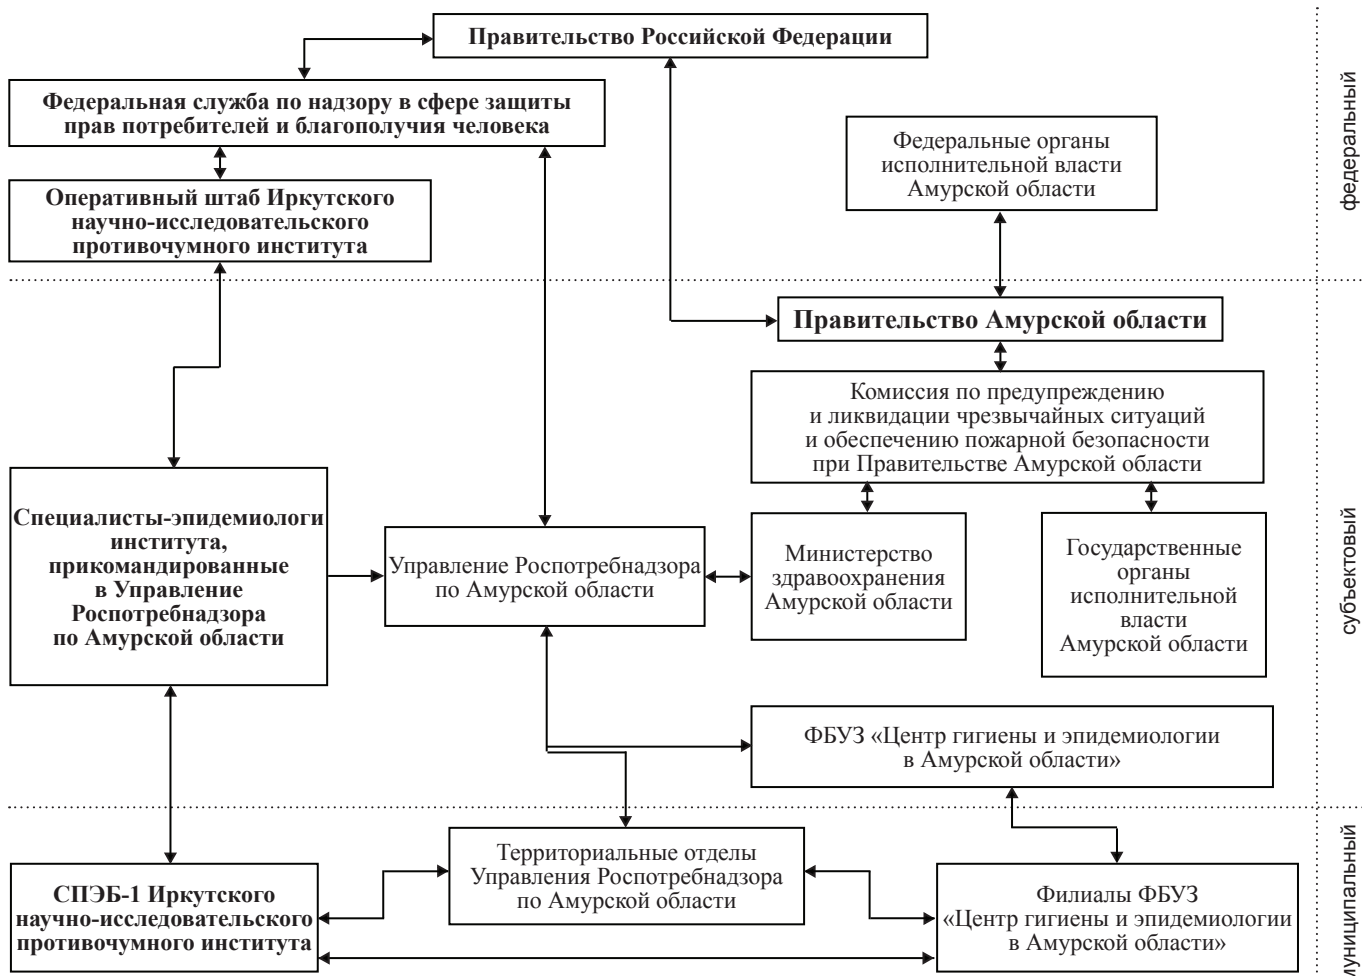 Правительство Российской Федерации
Федеральная служба по надзору в сфере защиты
прав потребителей и благополучия человека
Федеральные органы
исполнительной власти
Амурской области
Оперативный штаб Иркутского
научно-исследовательского
противочумного института
федеральный
Правительство Амурской области
Комиссия по предупреждению
и ликвидации чрезвычайных ситуаций
и обеспечению пожарной безопасности
при Правительстве Амурской области
Специалисты-эпидемиологи
института,
прикомандированные
в Управление
Роспотребнадзора
по Амурской области
Управление Роспотребнадзора
по Амурской области
Министерство
здравоохранения
Амурской области
Государственные
органы
исполнительной
власти
Амурской области
субъектовый
ФБУЗ «Центр гигиены и эпидемиологии
в Амурской области»
Территориальные отделы
Управления Роспотребнадзора
по Амурской области
СПЭБ-1 Иркутского
научно-исследовательского
противочумного института
Филиалы ФБУЗ
«Центр гигиены и эпидемиологии
в Амурской области»
муниципальный